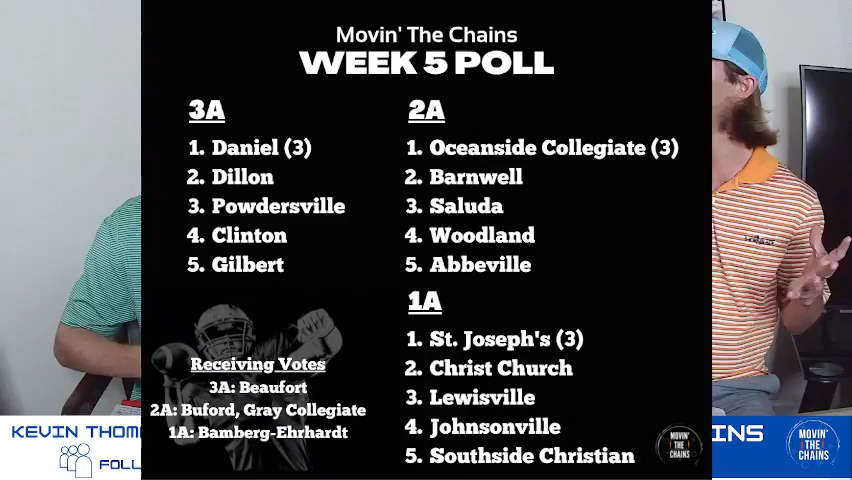 Movin' The Chains
WEEK 5 POLL
3A
1. Daniel (3)
2. Dillon
3. Powdersville
4. Clinton
5. Gilbert
2A
1. Oceanside Collegiate (3)
2. Barnwell
3. Saluda
4. Woodland
5. Abbeville
1A
1. St. Joseph's (3)
2. Christ Church
3. Lewisville
4. Johnsonville
5. Southside Christian
Receiving Votes
3A: Beaufort
2A: Buford, Gray Collegiate
1A: Bamberg-Ehrhardt
MOVIN'
THE
CHAINS
KEVIN THOM
FOLL
INS
MOVIN'
THE
CHAINS